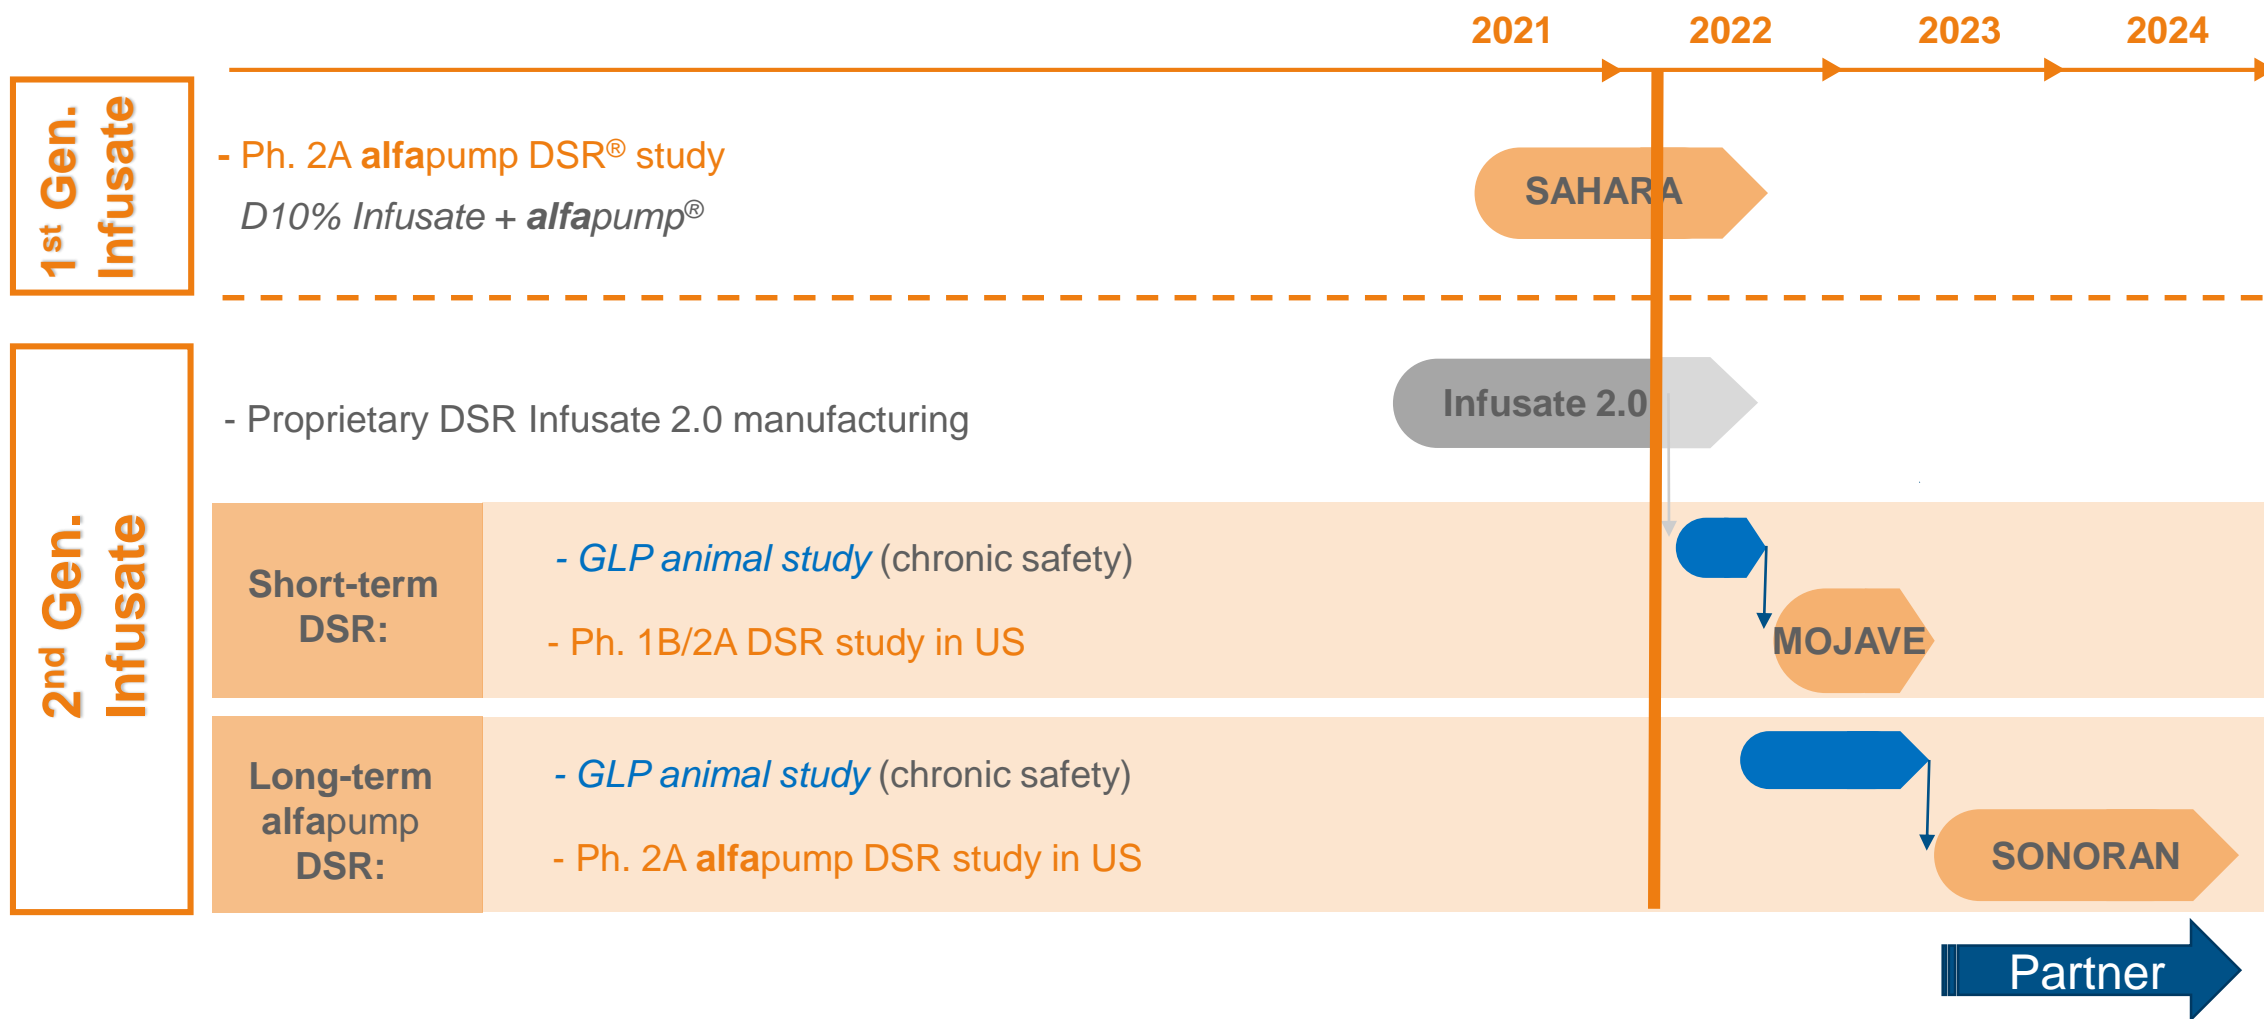 2021 2022 2023 2024
1st Gen.
Infusate
- Ph. 2A alfapump DSR® study
D10% Infusate + alfapump®
SAHARA
2nd Gen.
Infusate
- Proprietary DSR Infusate 2.0 manufacturing
Infusate 2.0
Short-term
DSR:
- GLP animal study (chronic safety)
- Ph. 1B/2A DSR study in US
MOJAVE
Long-term
alfapump
DSR:
- GLP animal study (chronic safety)
- Ph. 2A alfapump DSR study in US
SONORAN
Partner